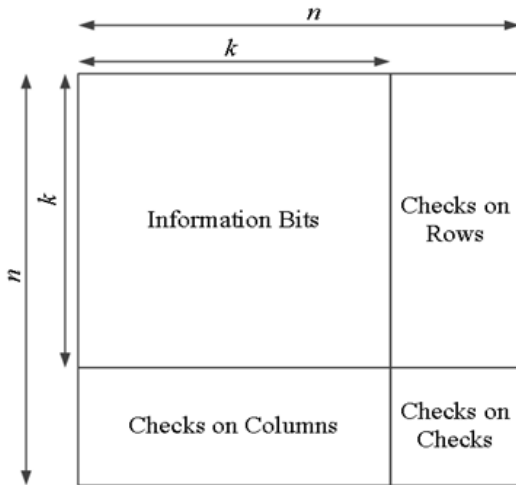 n
k
k
n
Information Bits
Checks on
Rows
Checks on Columns
Checks on
Checks